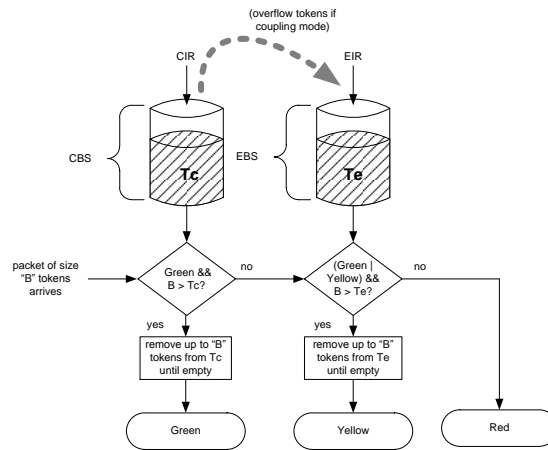 (overflow tokens if
coupling mode)
CIR
EIR
CBS
EBS
Tc
Te
packet of size
"B" tokens
arrives
Green &&
B > Tc?
no
(Green |
Yellow) &&
B > Te?
no
yes
yes
remove up to "B"
tokens from Tc
until empty
remove up to "B"
tokens from Te
until empty
Green
Yellow
Red